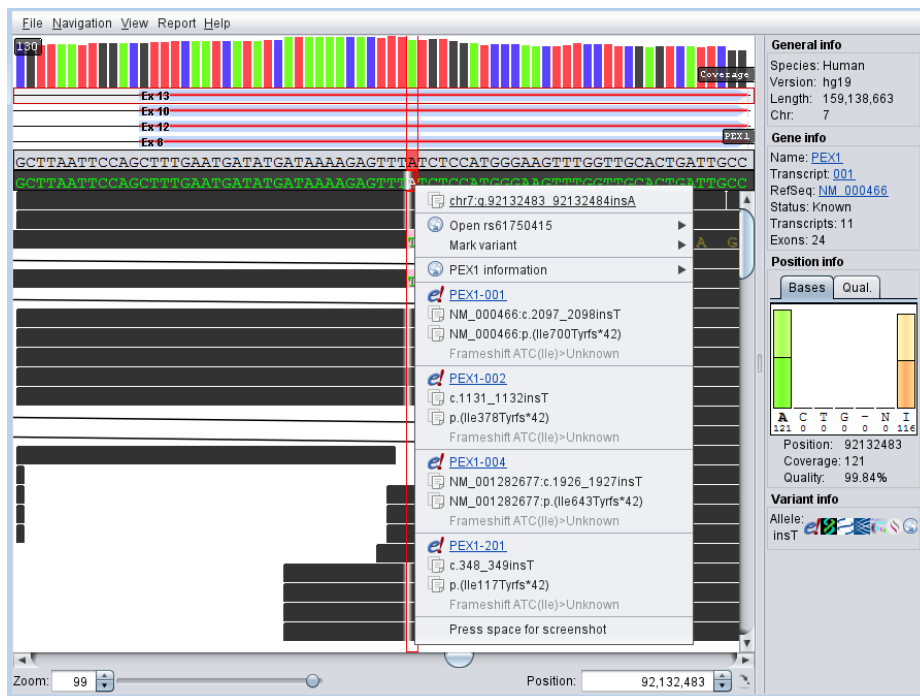 File Navigation View Report Help
130
Coverage
Ex 13
Ex 10
Ex 12
Ex 8
PEX1
GCTTAATTCCAGCTTTGAATGATATGATAAAAGAGTTTATCTCCATGGGAAGTTTGGTTGCACTGATTGCC
GCTTAATTCCAGCTTTGAATGATATGATAAAAGAGTTTATCTCCATGGGAAGTTTGGTTGCACTGATTGCC
T A G
T
chr7:g.92132483_92132484insA
Open rs61750415
Mark variant
PEX1 information
PEX1-001
NM_000466:c.2097_2098insT
NM_000466:p.(Ile700Tyrfs*42)
Frameshift ATC(Ile)>Unknown
PEX1-002
c.1131_1132insT
p.(Ile378Tyrfs*42)
Frameshift ATC(Ile)>Unknown
PEX1-004
NM_001282677:c.1926_1927insT
NM_001282677:p.(Ile643Tyrfs*42)
Frameshift ATC(Ile)>Unknown
PEX1-201
c.348_349insT
p.(Ile117Tyrfs*42)
Frameshift ATC(Ile)>Unknown
Press space for screenshot
Zoom: 99
Position: 92,132,483
General info
Species: Human
Version: hg19
Length: 159,138,663
Chr: 7
Gene info
Name: PEX1
Transcript: 001
RefSeq: NM_000466
Status: Known
Transcripts: 11
Exons: 24
Position info
Bases Qual.
A C T G - N I
121 0 0 0 0 0 116
Position: 92132483
Coverage: 121
Quality: 99.84%
Variant info
Allele:
insT